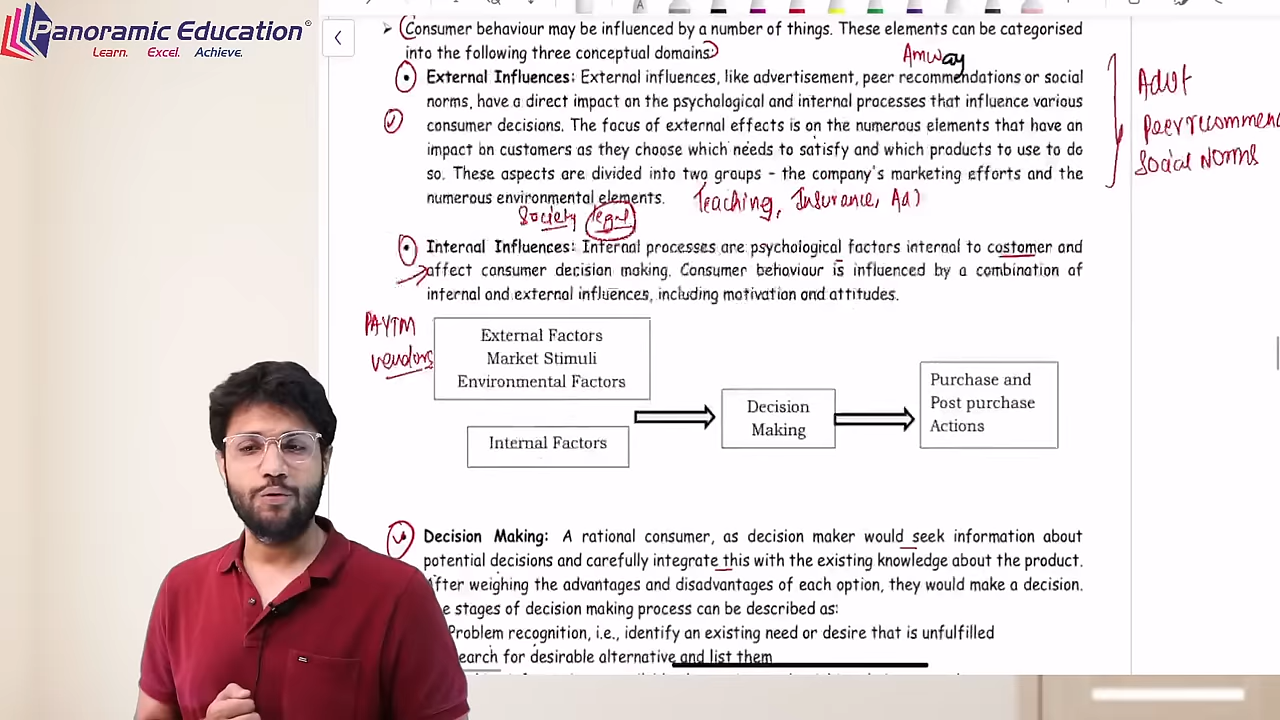 Panoramic Education®
Learn. Excel. Achieve.
➤ Consumer behaviour may be influenced by a number of things. These elements can be categorised
into the following three conceptual domains:
Amway
• External Influences: External influences, like advertisement, peer recommendations or social
norms, have a direct impact on the psychological and internal processes that influence various
consumer decisions. The focus of external effects is on the numerous elements that have an
impact on customers as they choose which needs to satisfy and which products to use to do
so. These aspects are divided into two groups - the company's marketing efforts and the
numerous environmental elements.
Teaching, Insurance, Ad)
Society legal
Advt
Peer recommen
Social Norms
• Internal Influences: Internal processes are psychological factors internal to costomer and
affect consumer decision making. Consumer behaviour is influenced by a combination of
internal and external influences, including motivation and attitudes.
PAYTM
vendors
External Factors
Market Stimuli
Environmental Factors
Internal Factors
Decision
Making
Purchase and
Post purchase
Actions
Decision Making: A rational consumer, as decision maker would seek information about
potential decisions and carefully integrate this with the existing knowledge about the product.
After weighing the advantages and disadvantages of each option, they would make a decision.
e stages of decision making process can be described as:
Problem recognition, i.e., identify an existing need or desire that is unfulfilled
earch for desirable alternative and list them